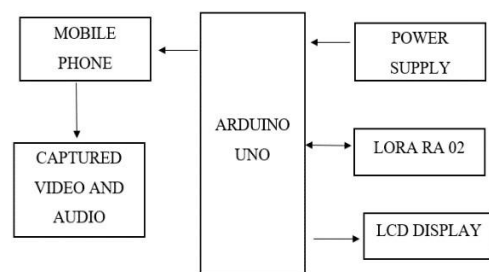 MOBILE
PHONE
CAPTURED
VIDEO AND
AUDIO
ARDUINO
UNO
POWER
SUPPLY
LORA RA 02
LCD DISPLAY